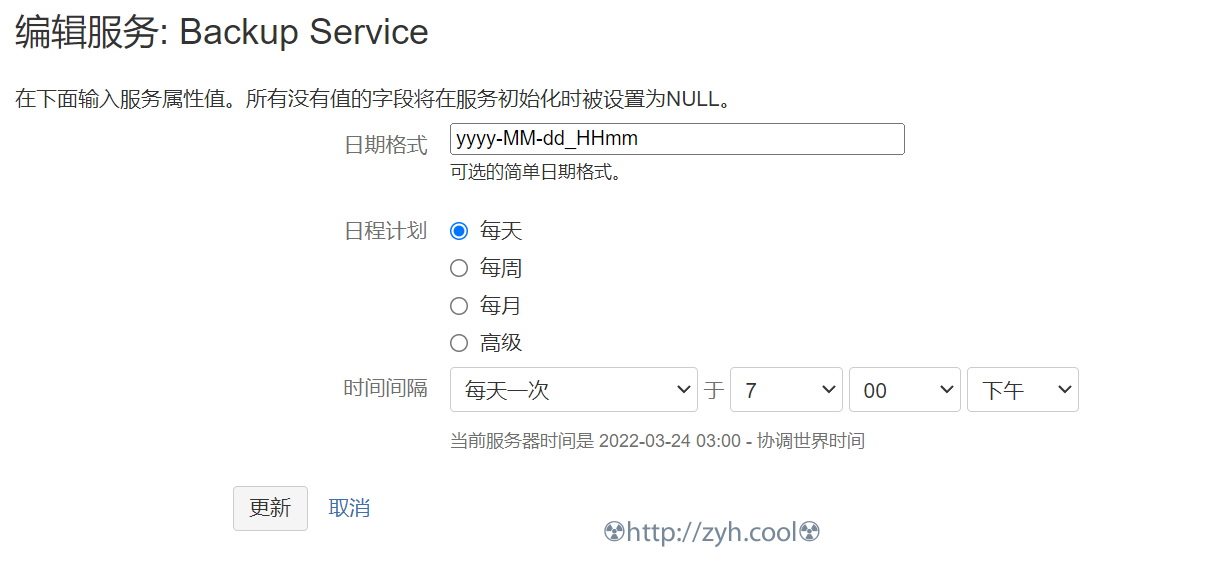 编辑服务: Backup Service
在下面输入服务属性值。所有没有值的字段将在服务初始化时被设置为NULL。
日期格式 yyyy-MM-dd_HHmm
可选的简单日期格式。
日程计划 每天
每周
每月
高级
时间间隔 每天一次 于 7 00 下午
当前服务器时间是 2022-03-24 03:00 - 协调世界时间
更新 取消
☢http://zyh.cool☢